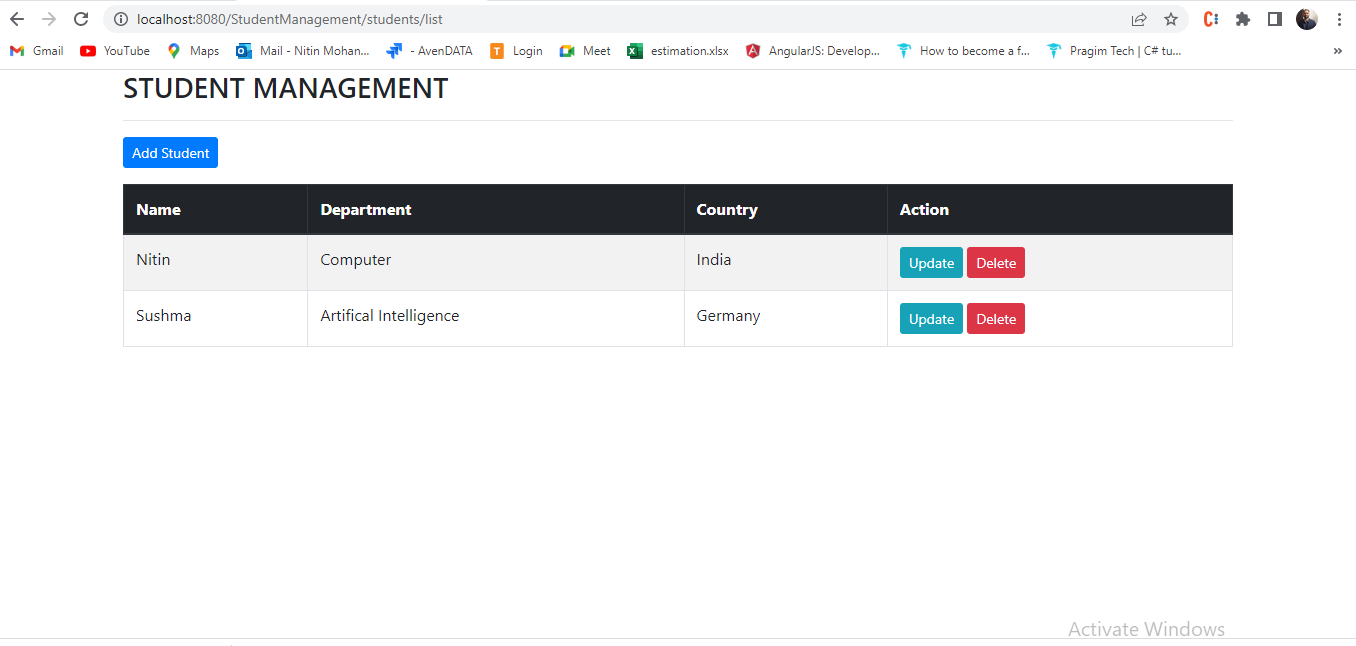 localhost:8080/StudentManagement/students/list
Gmail YouTube Maps Mail - Nitin Mohan... - AvenDATA T Login Meet estimation.xlsx AngularJS: Develop... How to become a f... Pragim Tech | C# tu... »
STUDENT MANAGEMENT
Add Student
Name Department Country Action
Nitin Computer India Update Delete
Sushma Artifical Intelligence Germany Update Delete
Activate Windows